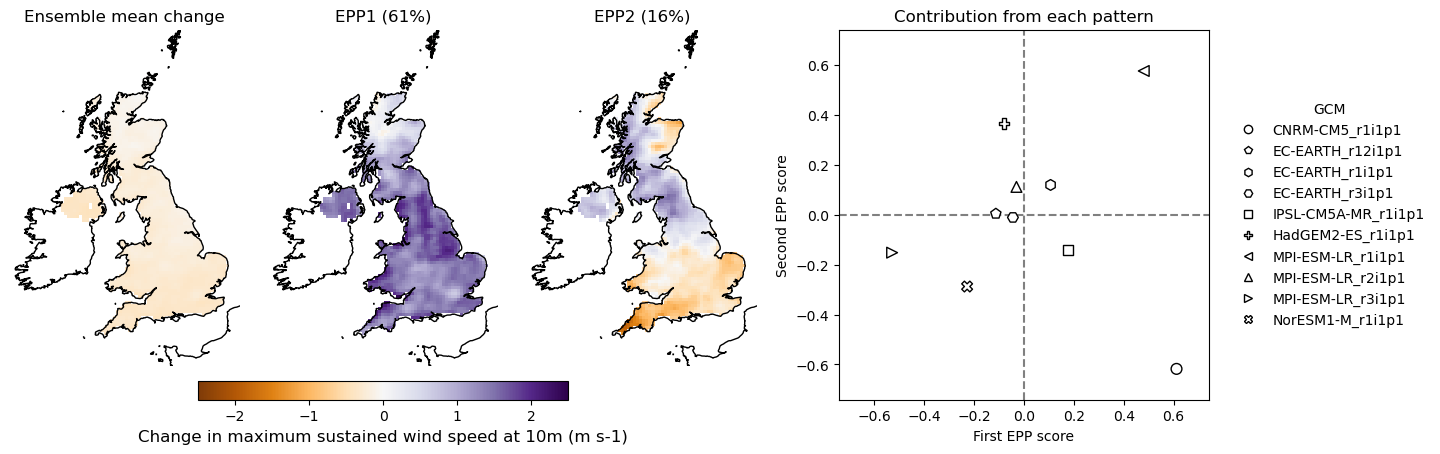 Ensemble mean change
EPP1 (61%)
EPP2 (16%)
Contribution from each pattern
−2
−1
0
1
2
Change in maximum sustained wind speed at 10m (m s-1)
Second EPP score
0.6
0.4
0.2
0.0
−0.2
−0.4
−0.6
−0.6
−0.4
−0.2
0.0
0.2
0.4
0.6
First EPP score
GCM
CNRM-CM5_r1i1p1
EC-EARTH_r12i1p1
EC-EARTH_r1i1p1
EC-EARTH_r3i1p1
IPSL-CM5A-MR_r1i1p1
HadGEM2-ES_r1i1p1
MPI-ESM-LR_r1i1p1
MPI-ESM-LR_r2i1p1
MPI-ESM-LR_r3i1p1
NorESM1-M_r1i1p1